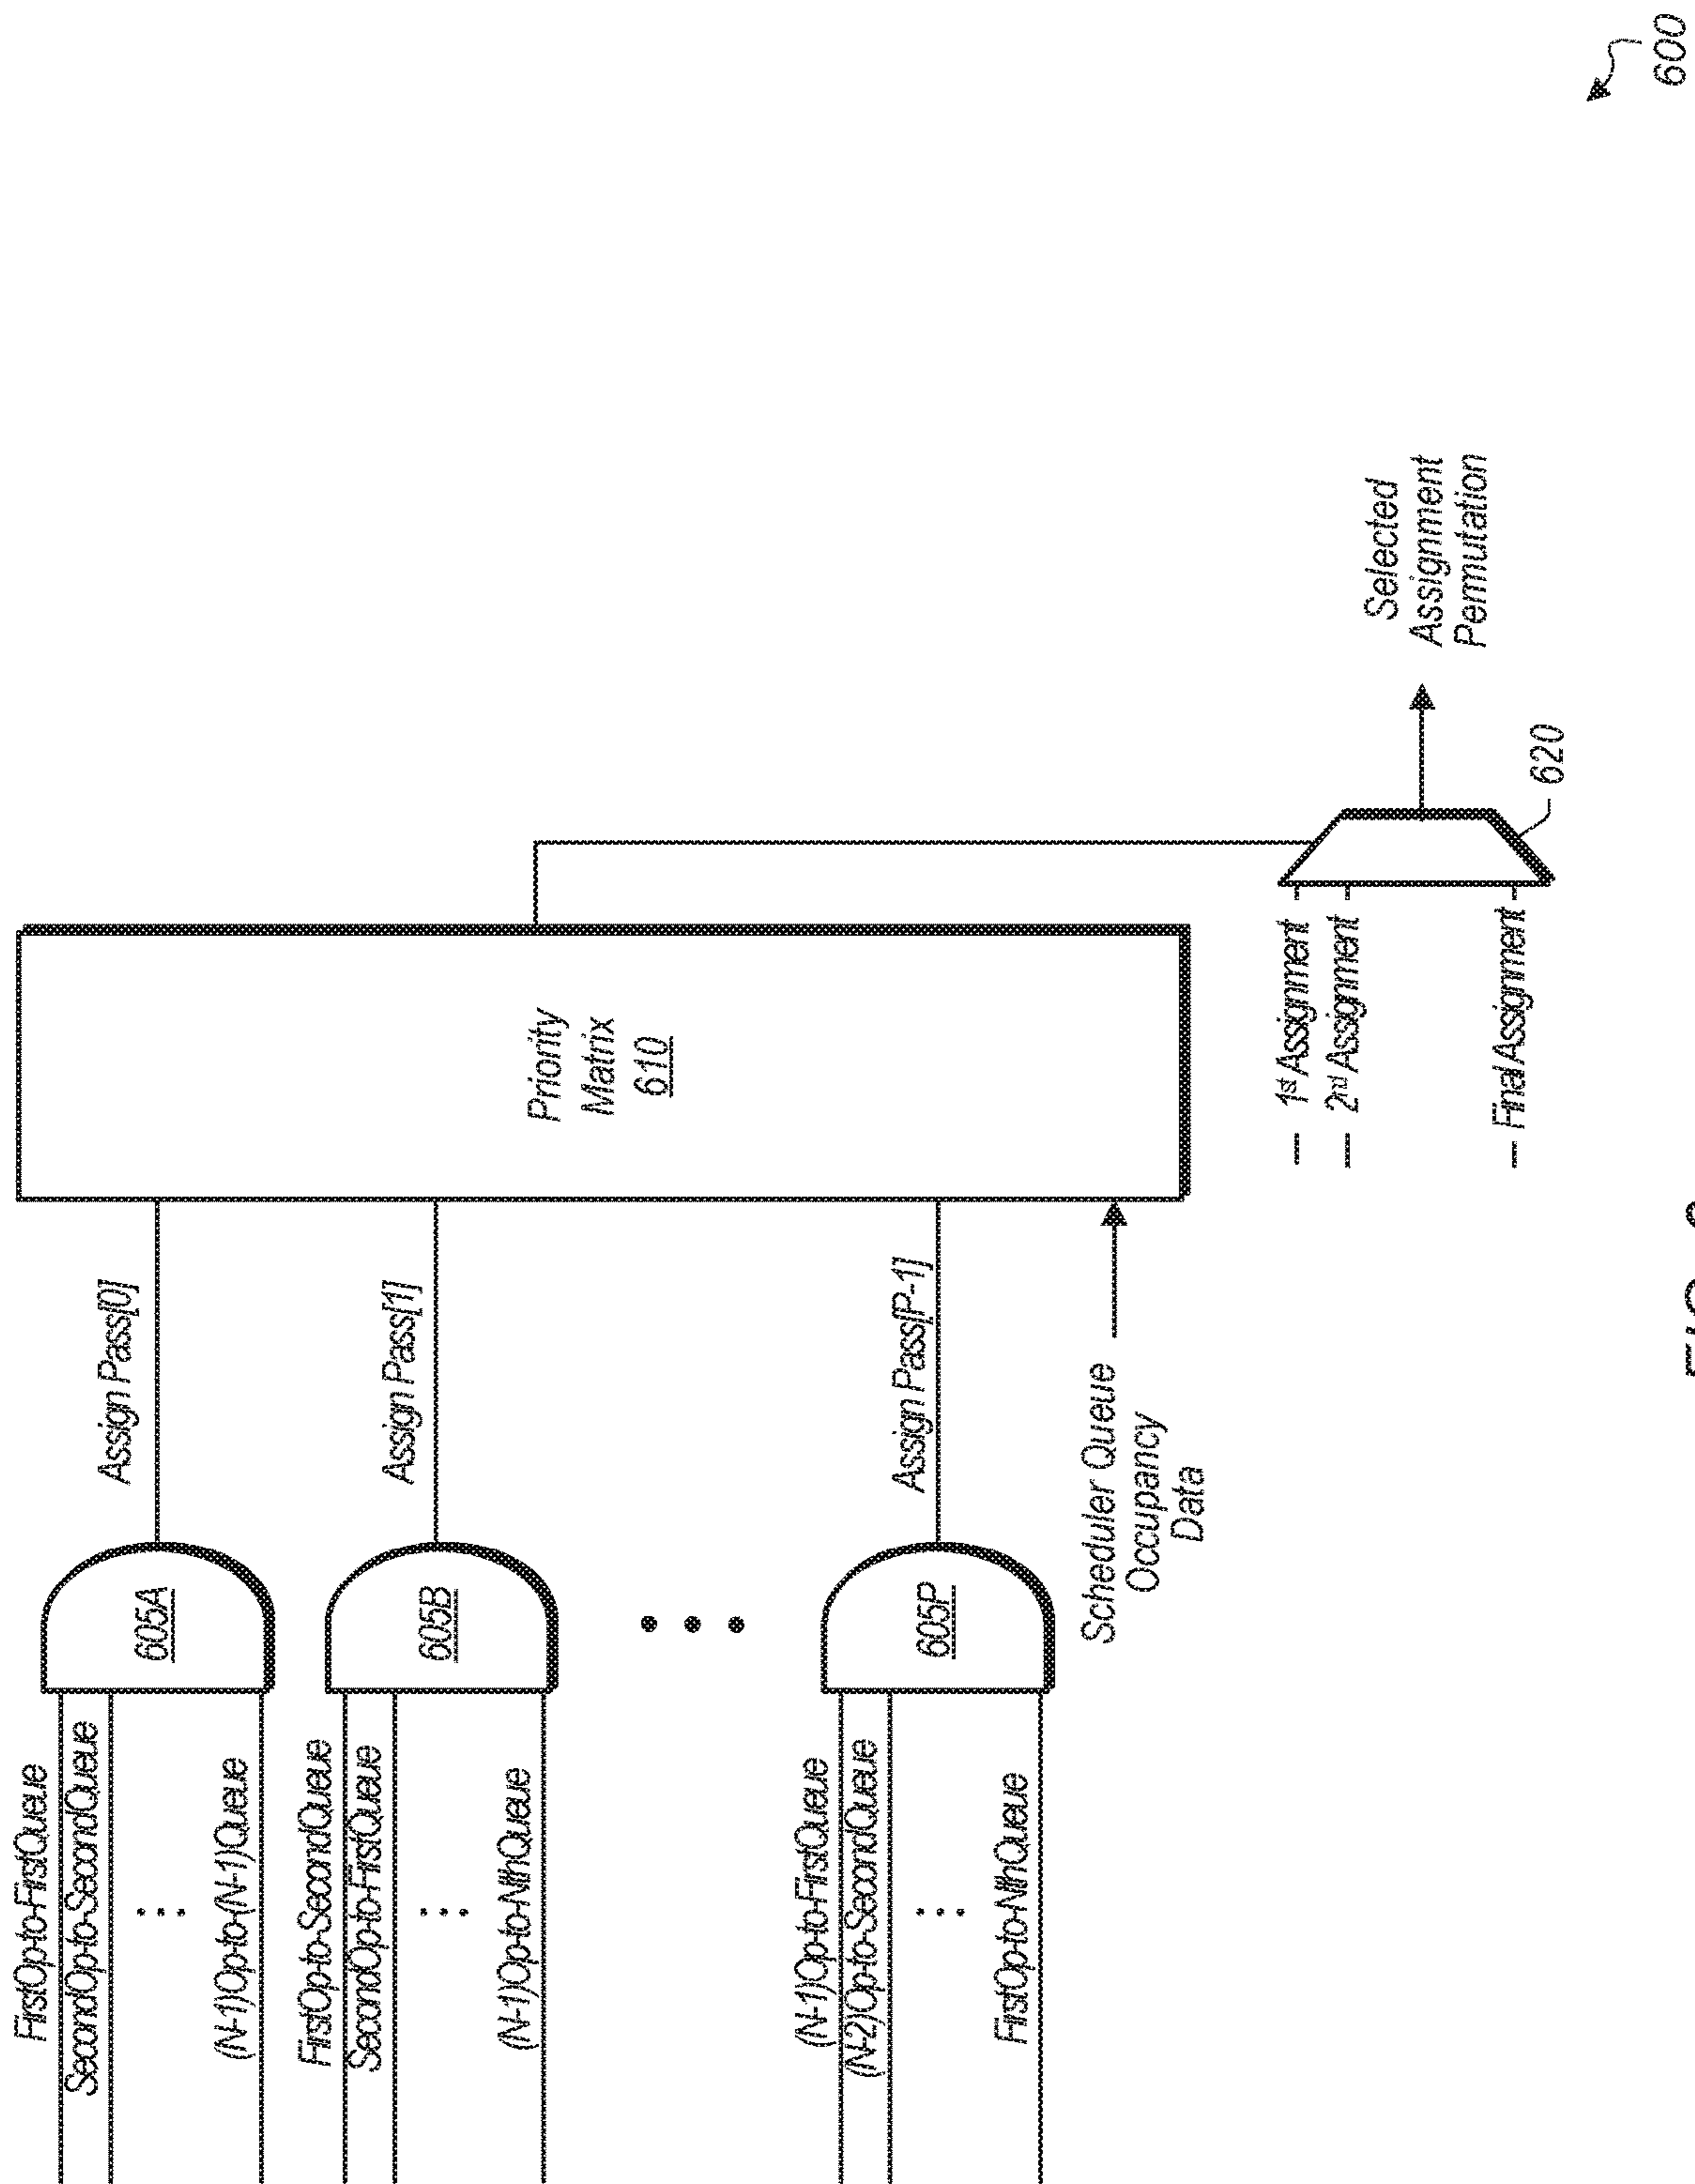 600
FirstOp-to-FirstQueue
SecondOp-to-SecondQueue
(N-1)Op-to-(N-1)Queue
605A
Assign Pass[0]
FirstOp-to-SecondQueue
SecondOp-to-FirstQueue
(N-1)Op-to-NthQueue
605B
Assign Pass[1]
(N-1)Op-to-FirstQueue
(N-2)Op-to-SecondQueue
FirstOp-to-NthQueue
605P
Assign Pass[P-1]
Scheduler Queue
Occupancy
Data
Priority
Matrix
610
1st Assignment
2nd Assignment
Final Assignment
620
Selected
Assignment
Permutation
FIG.